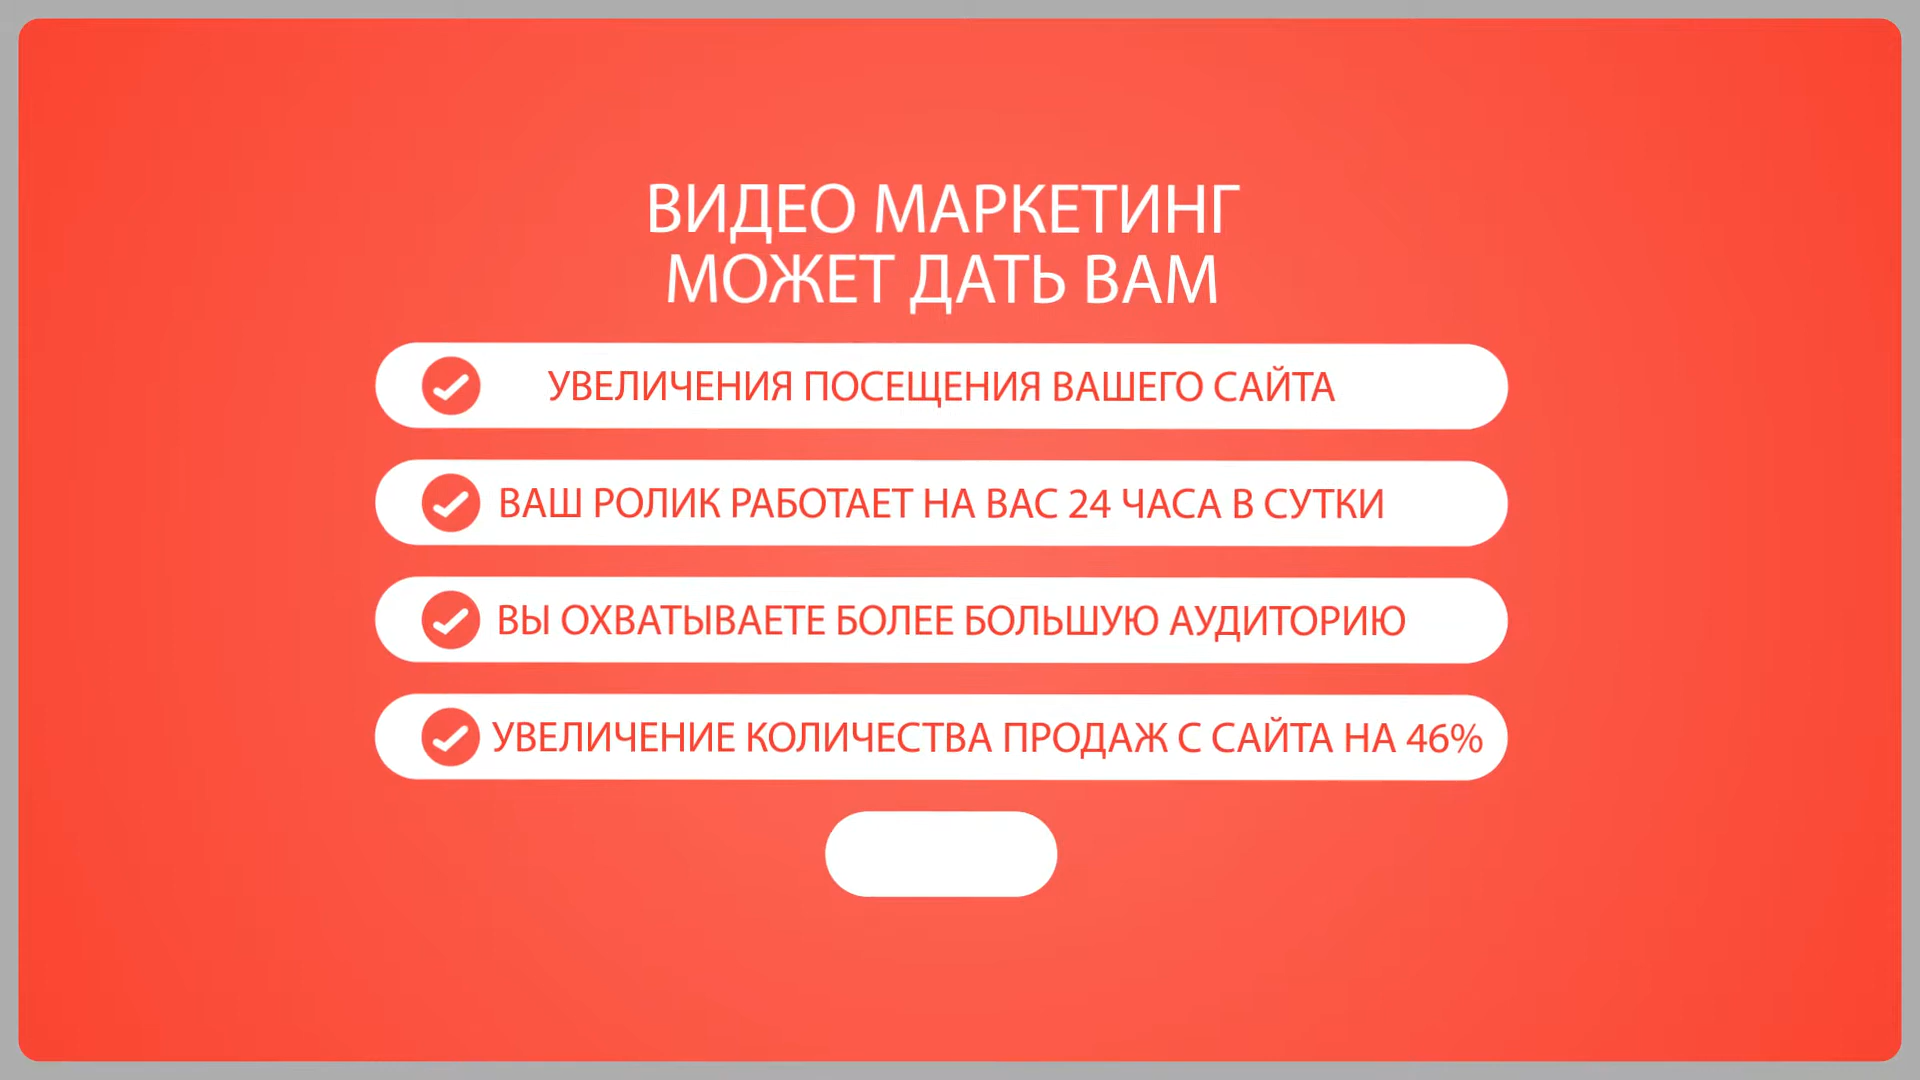 ВИДЕО МАРКЕТИНГ
МОЖЕТ ДАТЬ ВАМ
УВЕЛИЧЕНИЯ ПОСЕЩЕНИЯ ВАШЕГО САЙТА
ВАШ РОЛИК РАБОТАЕТ НА ВАС 24 ЧАСА В СУТКИ
ВЫ ОХВАТЫВАЕТЕ БОЛЕЕ БОЛЬШУЮ АУДИТОРИЮ
УВЕЛИЧЕНИЕ КОЛИЧЕСТВА ПРОДАЖ С САЙТА НА 46%